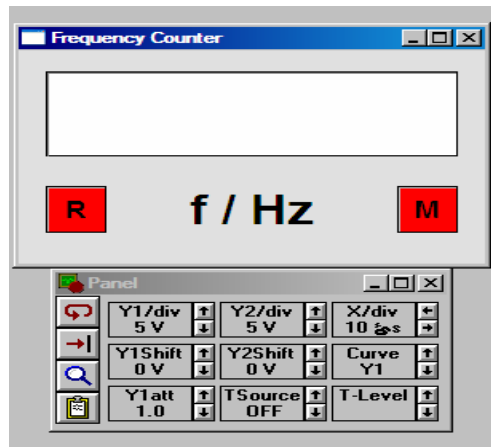 Frequency Counter
R f / Hz M
Panel
Y1/div Y2/div X/div
5 V 5 V 10 s
Y1Shift Y2Shift Curve
0 V 0 V Y1
Y1att TSource T-Level
1.0 OFF